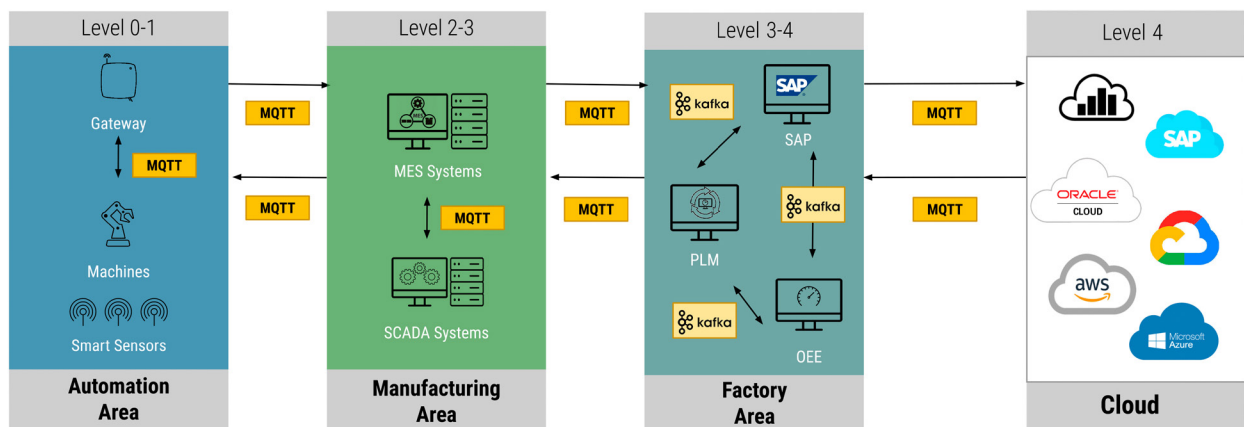 Level 0-1
Gateway
MQTT
Machines
Smart Sensors
Automation
Area
MQTT
MQTT
Level 2-3
MES
MES Systems
MQTT
SCADA Systems
Manufacturing
Area
MQTT
MQTT
Level 3-4
kafka
SAP
SAP
PLM
kafka
kafka
OEE
Factory
Area
MQTT
MQTT
Level 4
SAP
ORACLE
CLOUD
aws
Microsoft
Azure
Cloud